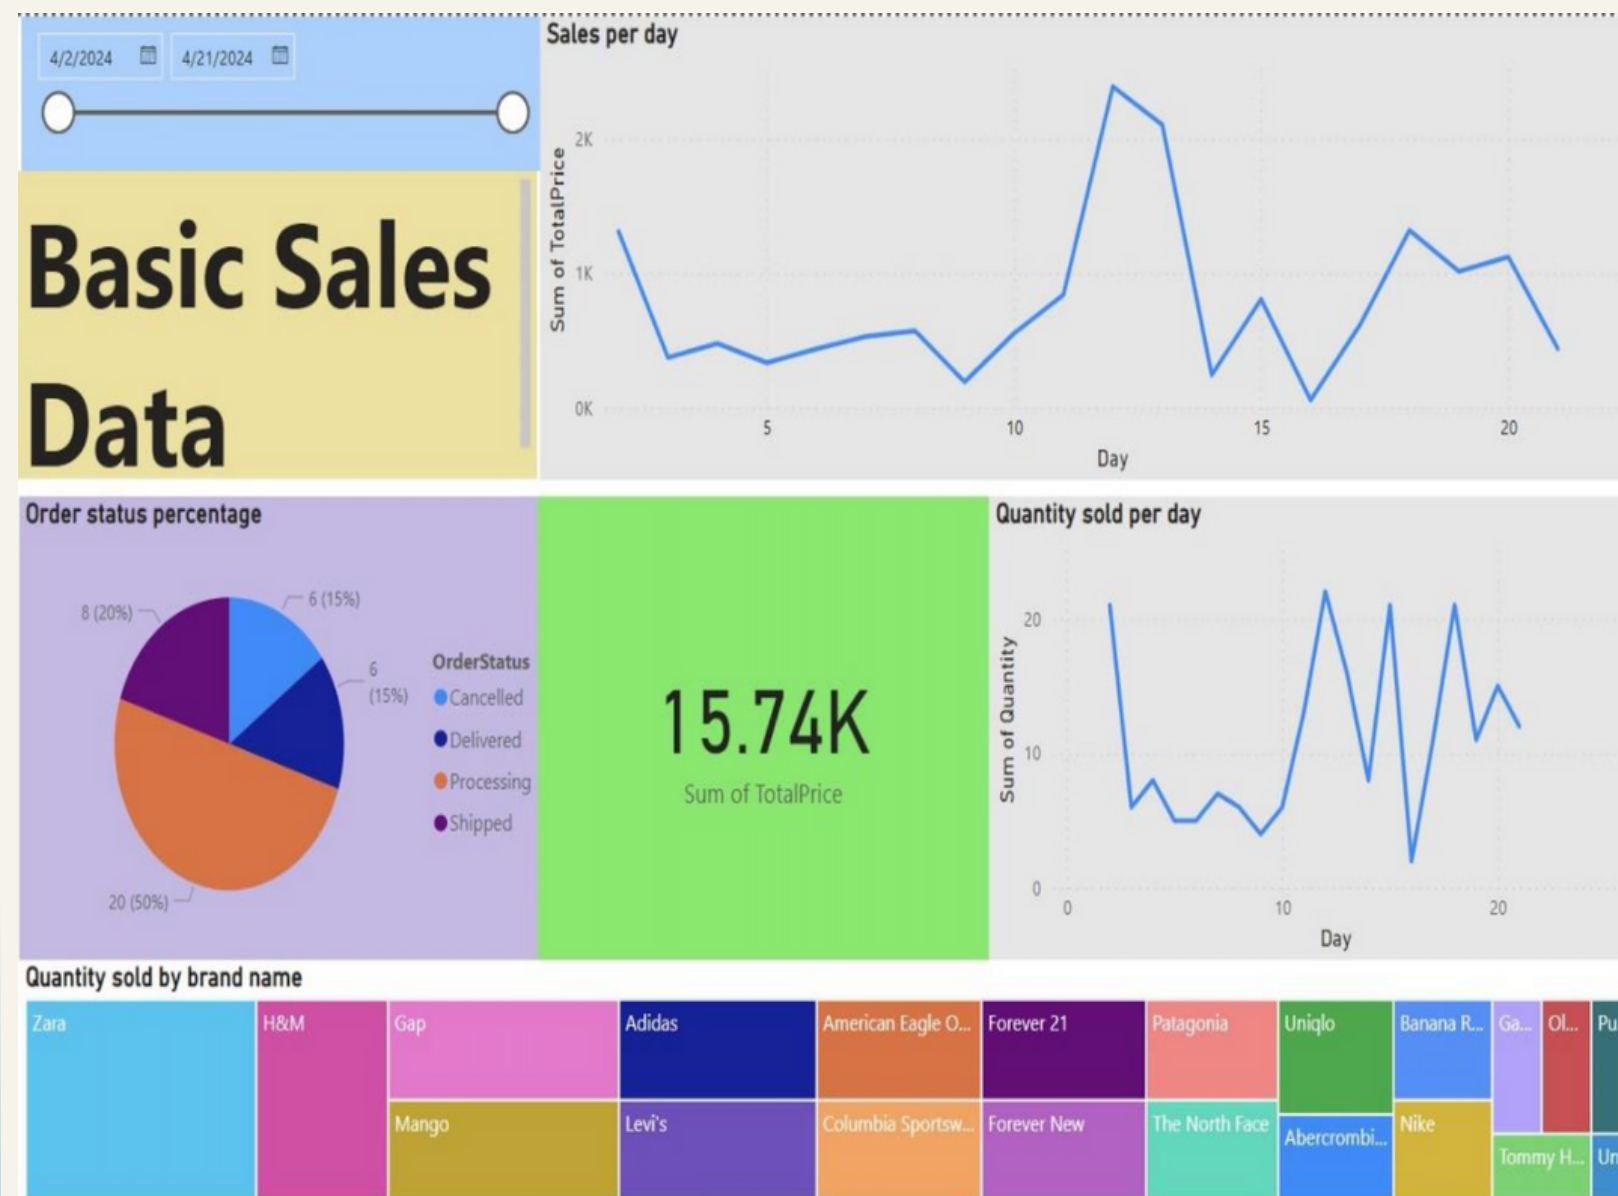 4/2/2024
4/21/2024
Basic Sales
Data
Sales per day
Sum of TotalPrice
2K
1K
0K
5
10
15
20
Day
Order status percentage
8 (20%)
6 (15%)
6
(15%)
20 (50%)
OrderStatus
Cancelled
Delivered
Processing
Shipped
15.74K
Sum of TotalPrice
Quantity sold per day
Sum of Quantity
20
10
0
0
10
20
Day
Quantity sold by brand name
Zara
H&M
Gap
Adidas
American Eagle O...
Forever 21
Patagonia
Uniqlo
Banana R...
Ga...
Ol...
Pu
Mango
Levi's
Columbia Sportsw...
Forever New
The North Face
Abercrombi...
Nike
Tommy H...
Un